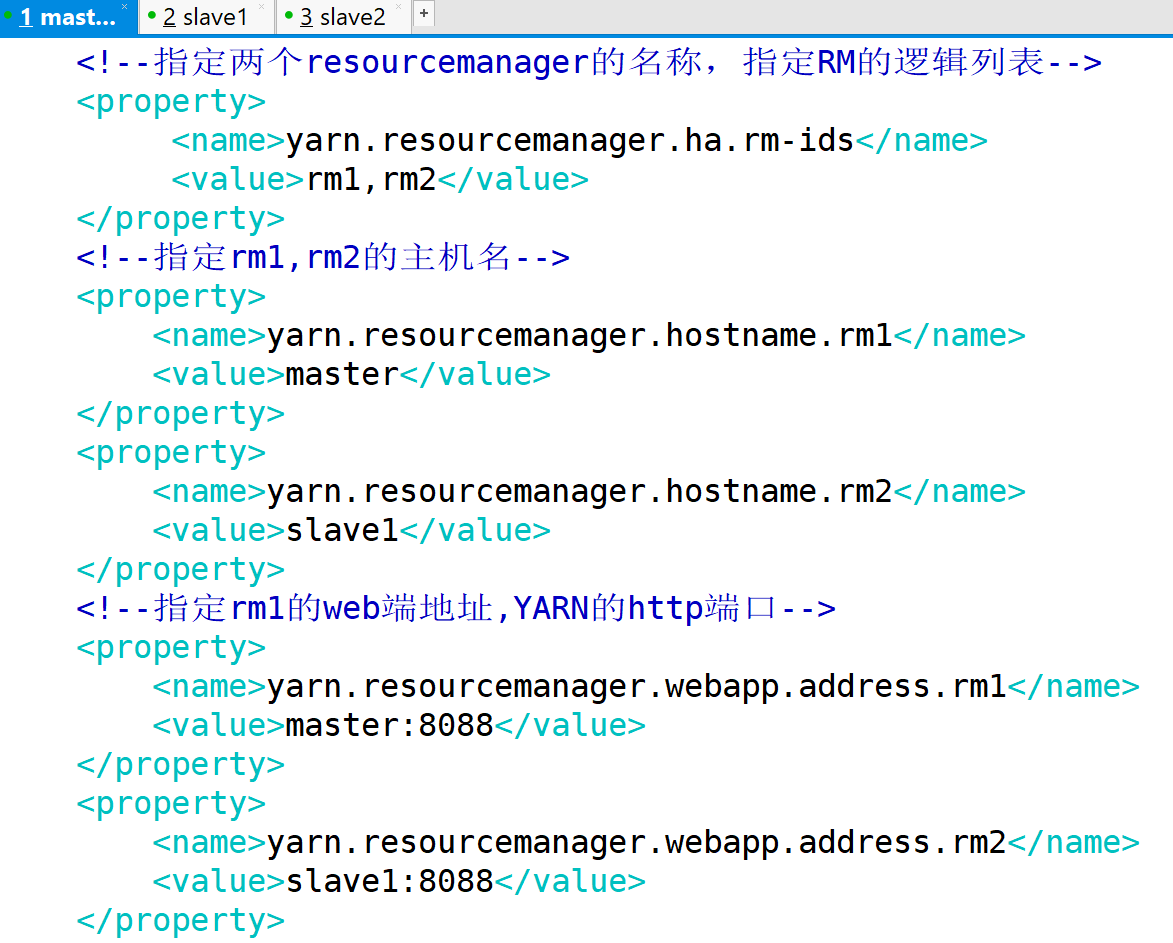 1 mast... × 2 slave1 × 3 slave2 × +
<!--指定两个resourcemanager的名称，指定RM的逻辑列表-->
<property>
<name>yarn.resourcemanager.ha.rm-ids</name>
<value>rm1,rm2</value>
</property>
<!--指定rm1,rm2的主机名-->
<property>
<name>yarn.resourcemanager.hostname.rm1</name>
<value>master</value>
</property>
<property>
<name>yarn.resourcemanager.hostname.rm2</name>
<value>slave1</value>
</property>
<!--指定rm1的web端地址,YARN的http端口-->
<property>
<name>yarn.resourcemanager.webapp.address.rm1</name>
<value>master:8088</value>
</property>
<property>
<name>yarn.resourcemanager.webapp.address.rm2</name>
<value>slave1:8088</value>
</property>